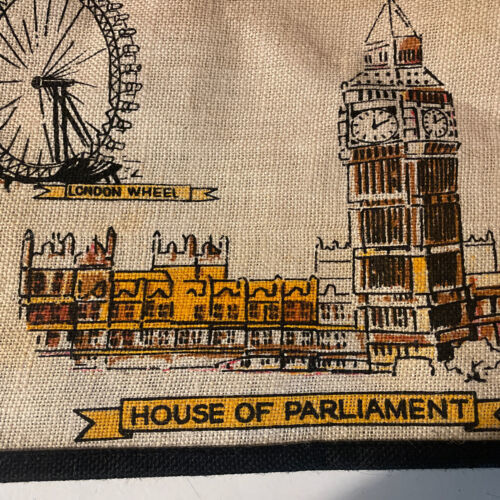 LONDON WHEEL
HOUSE OF PARLIAMENT